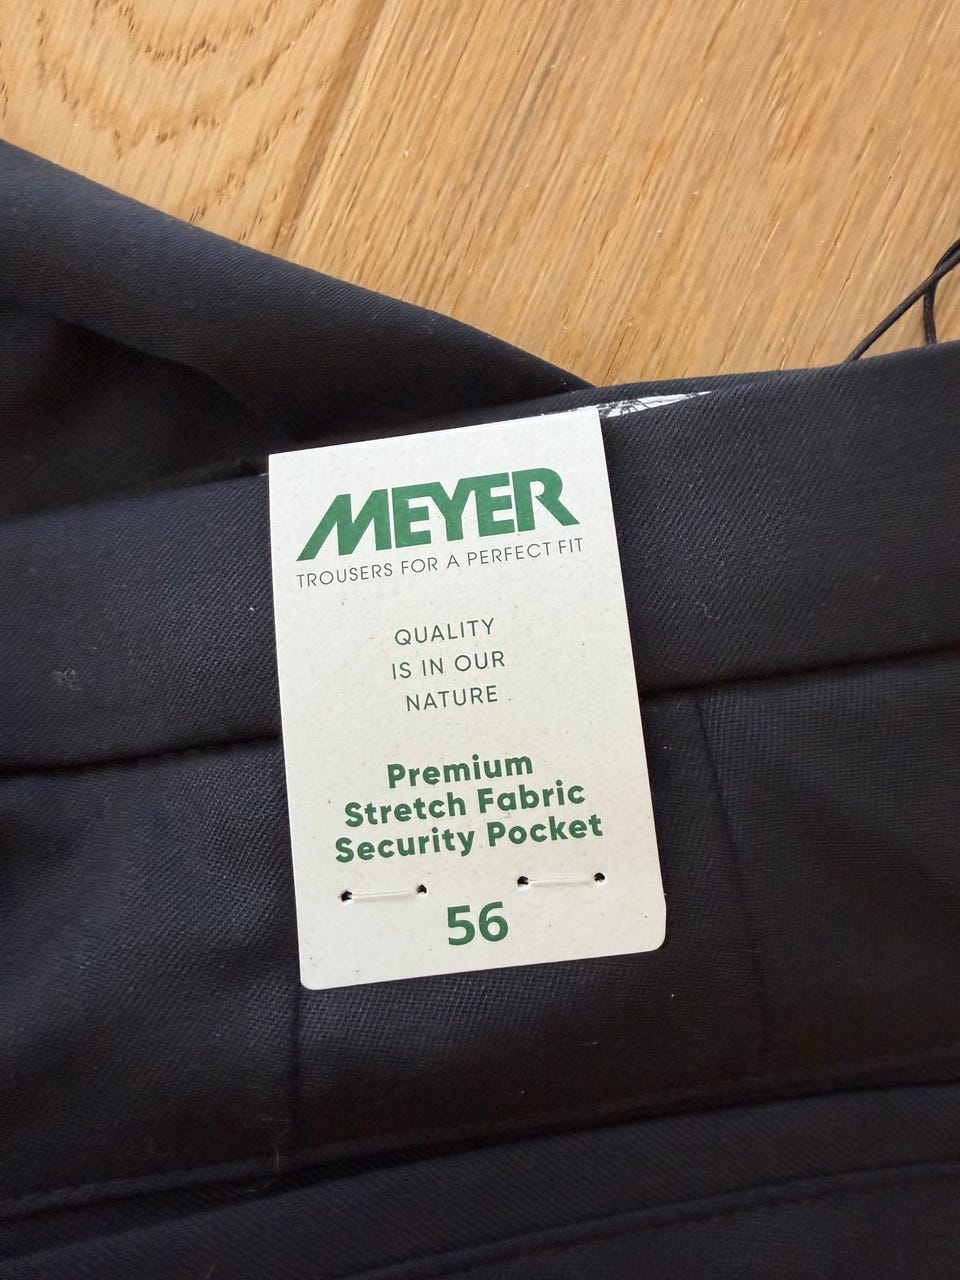 MEYER
TROUSERS FOR A PERFECT FIT
QUALITY
IS IN OUR
NATURE
Premium
Stretch Fabric
Security Pocket
56